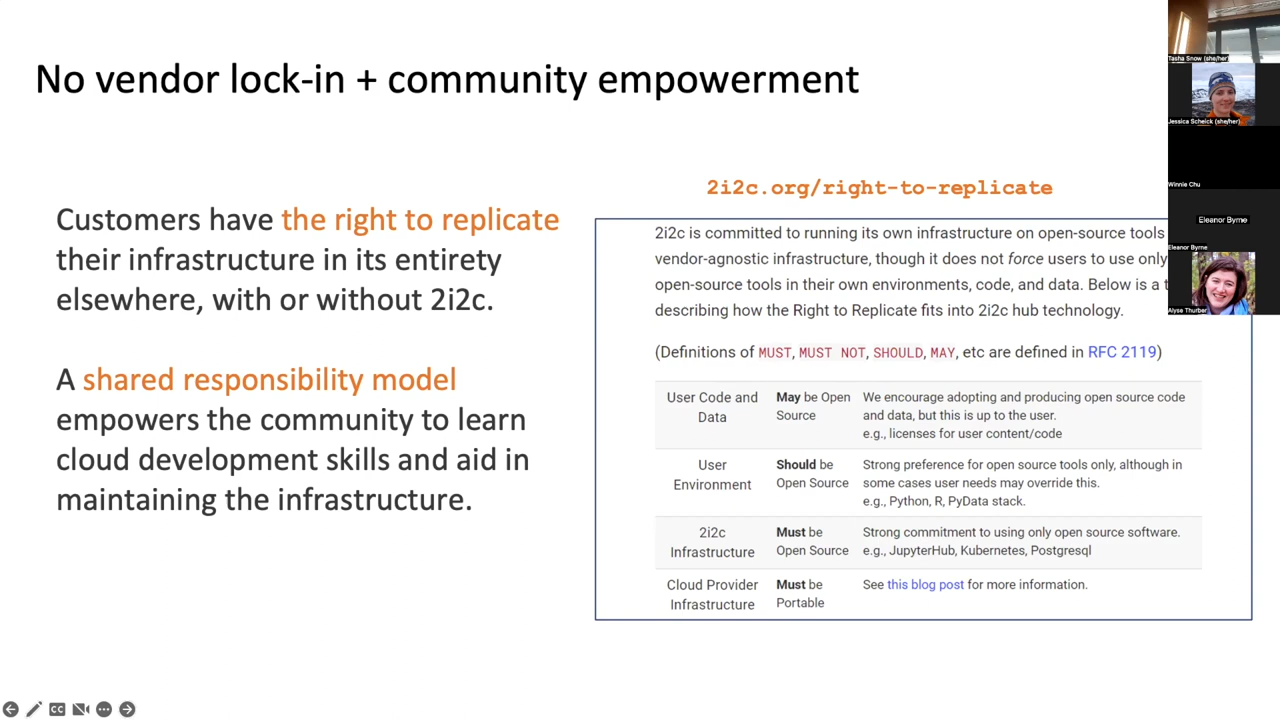 No vendor lock-in + community empowerment
Customers have the right to replicate
their infrastructure in its entirety
elsewhere, with or without 2i2c.
A shared responsibility model
empowers the community to learn
cloud development skills and aid in
maintaining the infrastructure.
2i2c.org/right-to-replicate
2i2c is committed to running its own infrastructure on open-source tools
vendor-agnostic infrastructure, though it does not force users to use only
open-source tools in their own environments, code, and data. Below is a
describing how the Right to Replicate fits into 2i2c hub technology.
(Definitions of MUST, MUST NOT, SHOULD, MAY, etc are defined in RFC 2119)
User Code and
Data
May be Open
Source
We encourage adopting and producing open source code
and data, but this is up to the user.
e.g., licenses for user content/code
User
Environment
Should be
Open Source
Strong preference for open source tools only, although in
some cases user needs may override this.
e.g., Python, R, PyData stack.
2i2c
Infrastructure
Must be
Open Source
Strong commitment to using only open source software.
e.g., JupyterHub, Kubernetes, Postgresql
Cloud Provider
Infrastructure
Must be
Portable
See this blog post for more information.
Tasha Snow (she/her)
Jessica Scheick (she/her)
Winnie Chu
Eleanor Byrne
Eleanor Byrne
Alyse Thurber
CC